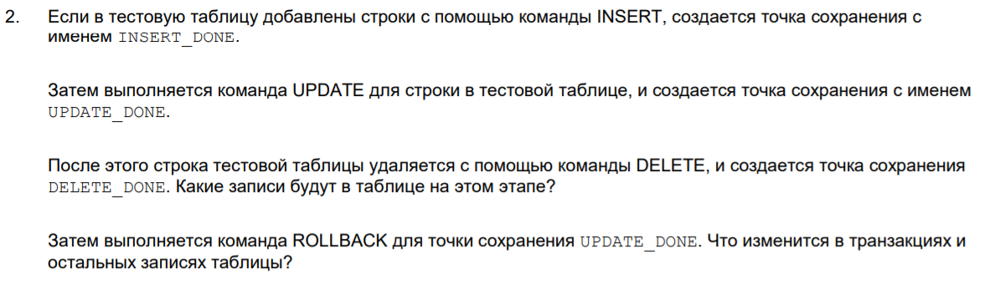 2. Если в тестовую таблицу добавлены строки с помощью команды INSERT, создается точка сохранения с
именем INSERT_DONE.
Затем выполняется команда UPDATE для строки в тестовой таблице, и создается точка сохранения с именем
UPDATE_DONE.
После этого строка тестовой таблицы удаляется с помощью команды DELETE, и создается точка сохранения
DELETE_DONE. Какие записи будут в таблице на этом этапе?
Затем выполняется команда ROLLBACK для точки сохранения UPDATE_DONE. Что изменится в транзакциях и
остальных записях таблицы?